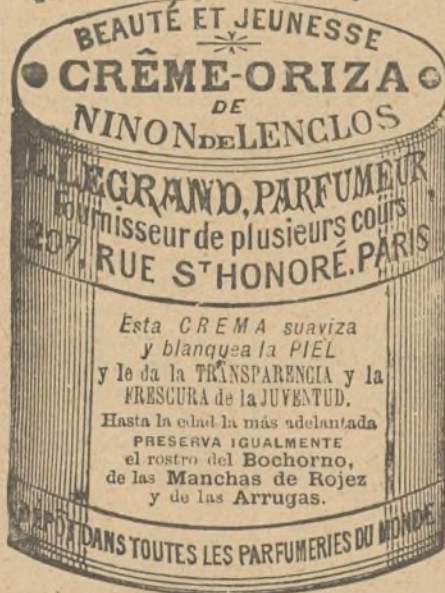 BEAUTÉ ET JEUNESSE
CRÊME-ORIZA
DE
NINON DE LENCLOS
L. LEGRAND, PARFUMEUR
Fournisseur de plusieurs cours
207, RUE ST HONORÉ. PARIS
Esta CREMA suaviza
y blanquea la PIEL
y le da la TRANSPARENCIA y la
FRESCURA de la JUVENTUD.
Hasta la edad la más adelantada
PRESERVA IGUALMENTE
el rostro del Bochorno,
de las Manchas de Rojez
y de las Arrugas.
DÉPÔT DANS TOUTES LES PARFUMERIES DU MONDE